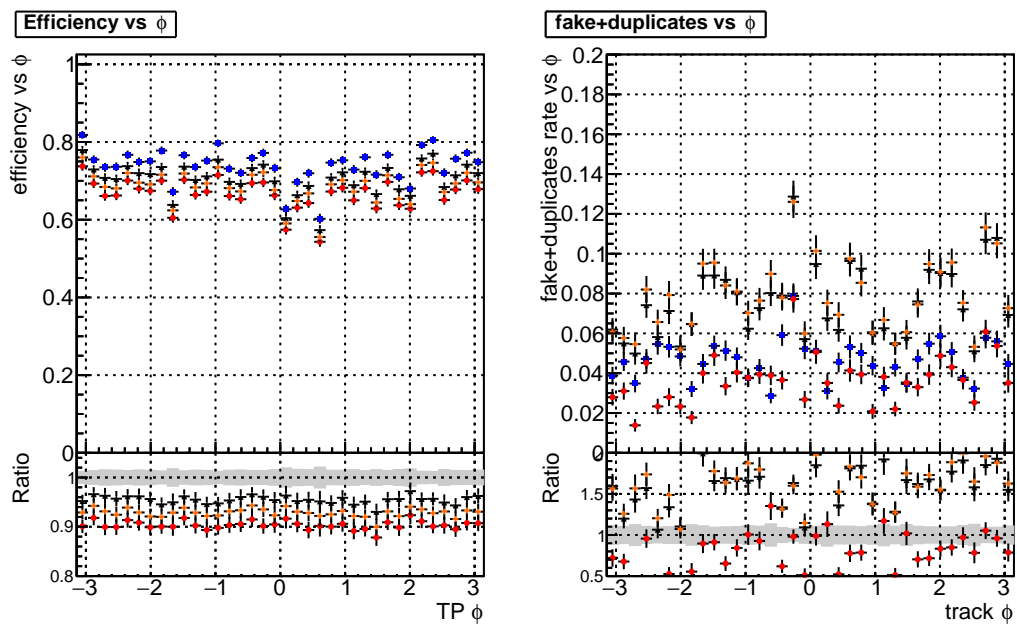 Efficiency vs ϕ
efficiency vs ϕ
1
0.8
0.6
0.4
0.2
0
Ratio
1
0.9
0.8
−3 −2 −1 0 1 2 3
TP ϕ
fake+duplicates vs ϕ
fake+duplicates rate vs ϕ
0.2
0.18
0.16
0.14
0.12
0.1
0.08
0.06
0.04
0.02
0
Ratio
1.5
1
0.5
−3 −2 −1 0 1 2 3
track ϕ